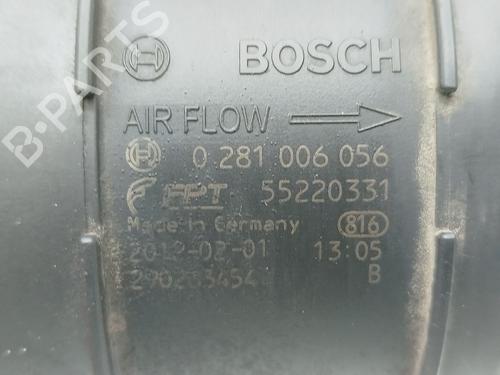 BOSCH
AIR FLOW
0 281 006 056
FPT 55220331
Made in Germany 816
2012-02-01 13:05
B
B-PARTS